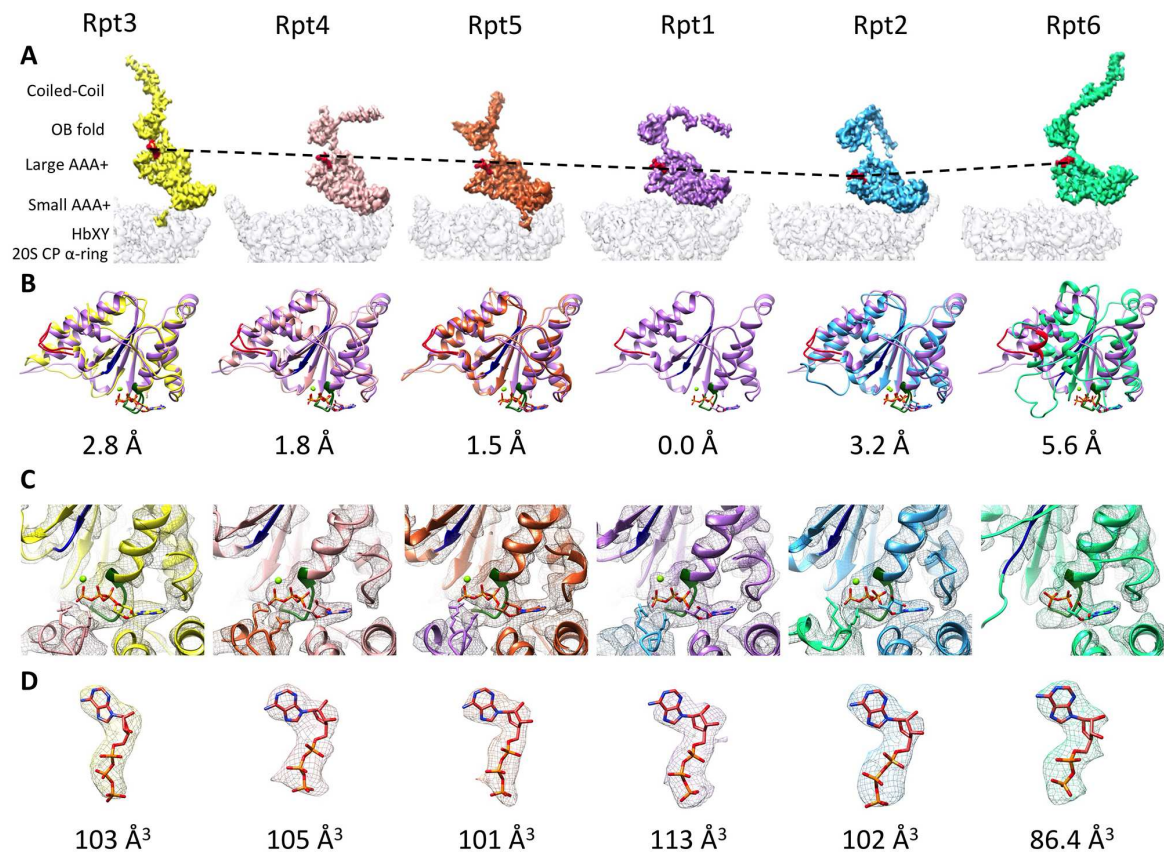 Rpt3 Rpt4 Rpt5 Rpt1 Rpt2 Rpt6
A
Coiled-Coil
OB fold
Large AAA+
Small AAA+
HbXY
20S CP α-ring
B
2.8 Å 1.8 Å 1.5 Å 0.0 Å 3.2 Å 5.6 Å
C
D
103 Å³ 105 Å³ 101 Å³ 113 Å³ 102 Å³ 86.4 Å³